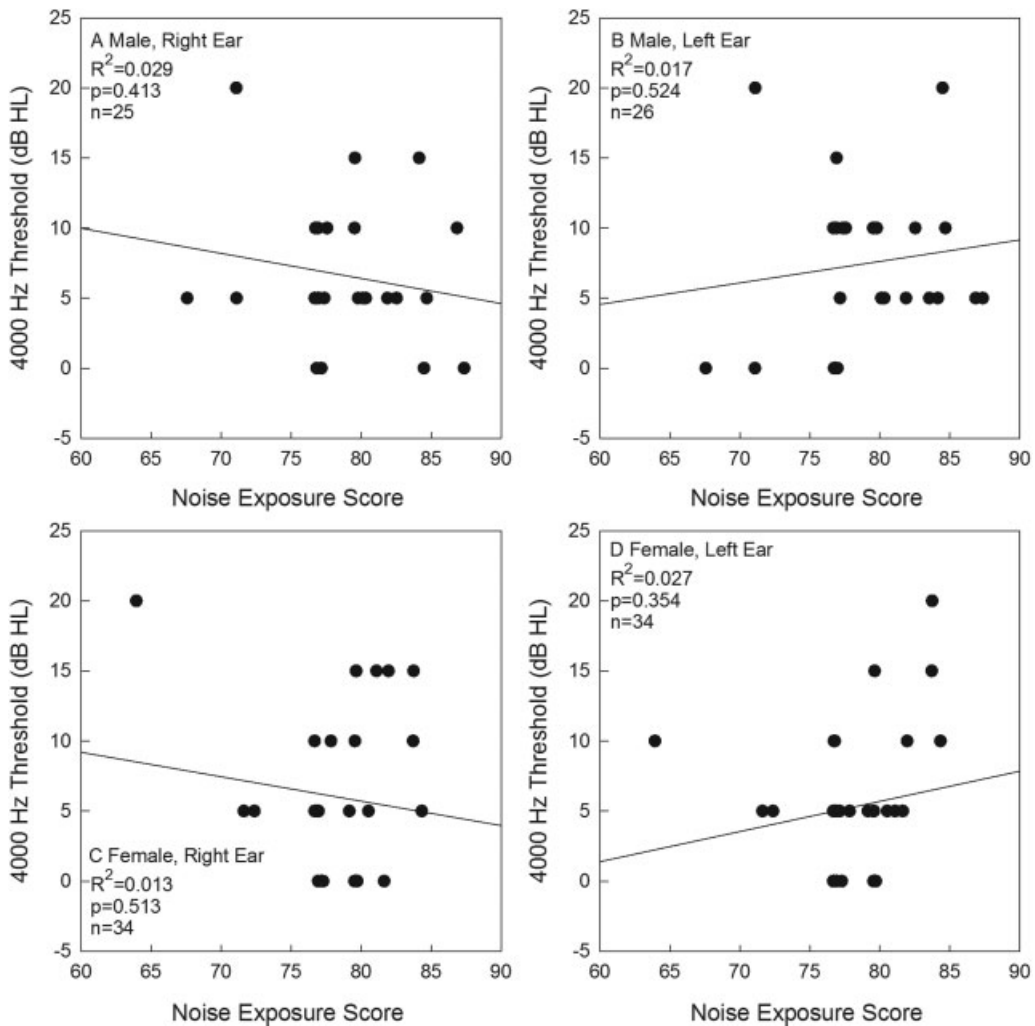 A Male, Right Ear
R²=0.029
p=0.413
n=25
25
20
15
10
5
0
-5
4000 Hz Threshold (dB HL)
60 65 70 75 80 85 90
Noise Exposure Score
B Male, Left Ear
R²=0.017
p=0.524
n=26
25
20
15
10
5
0
-5
4000 Hz Threshold (dB HL)
60 65 70 75 80 85 90
Noise Exposure Score
25
20
15
10
5
0
-5
4000 Hz Threshold (dB HL)
C Female, Right Ear
R²=0.013
p=0.513
n=34
60 65 70 75 80 85 90
Noise Exposure Score
D Female, Left Ear
R²=0.027
p=0.354
n=34
25
20
15
10
5
0
-5
4000 Hz Threshold (dB HL)
60 65 70 75 80 85 90
Noise Exposure Score